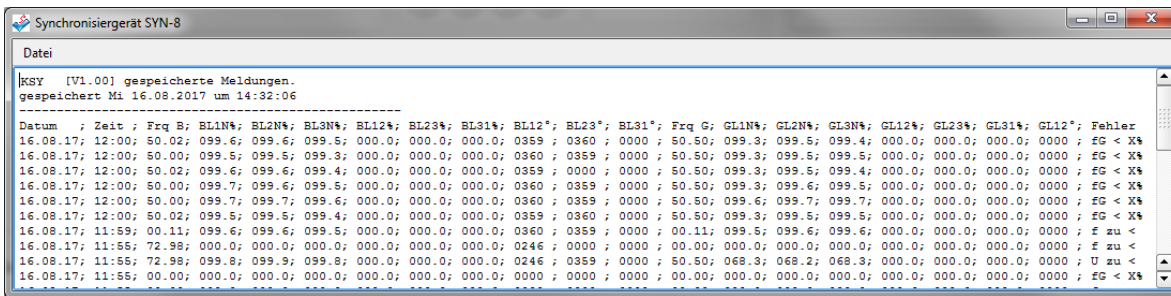 Synchronisiergerät SYN-8
Datei
KSY [V1.00] gespeicherte Meldungen.
gespeichert Mi 16.08.2017 um 14:32:06
--------------------------------------------------
Datum ; Zeit ; Frq B; BL1N%; BL2N%; BL3N%; BL12%; BL23%; BL31%; BL12°; BL23°; BL31°; Frq G; GL1N%; GL2N%; GL3N%; GL12%; GL23%; GL31%; GL12°; Fehler
16.08.17; 12:00; 50.02; 099.6; 099.6; 099.5; 000.0; 000.0; 000.0; 0359 ; 0360 ; 0000 ; 50.50; 099.3; 099.5; 099.4; 000.0; 000.0; 000.0; 0000 ; fG < X%
16.08.17; 12:00; 50.00; 099.5; 099.5; 099.3; 000.0; 000.0; 000.0; 0360 ; 0359 ; 0000 ; 50.50; 099.3; 099.6; 099.5; 000.0; 000.0; 000.0; 0000 ; fG < X%
16.08.17; 12:00; 50.02; 099.6; 099.6; 099.4; 000.0; 000.0; 000.0; 0359 ; 0000 ; 0000 ; 50.50; 099.3; 099.5; 099.4; 000.0; 000.0; 000.0; 0000 ; fG < X%
16.08.17; 12:00; 50.00; 099.7; 099.6; 099.5; 000.0; 000.0; 000.0; 0360 ; 0359 ; 0000 ; 50.50; 099.3; 099.6; 099.5; 000.0; 000.0; 000.0; 0000 ; fG < X%
16.08.17; 12:00; 50.00; 099.7; 099.7; 099.6; 000.0; 000.0; 000.0; 0360 ; 0359 ; 0000 ; 50.50; 099.6; 099.7; 099.7; 000.0; 000.0; 000.0; 0000 ; fG < X%
16.08.17; 12:00; 50.02; 099.5; 099.5; 099.4; 000.0; 000.0; 000.0; 0359 ; 0360 ; 0000 ; 50.50; 099.3; 099.5; 099.5; 000.0; 000.0; 000.0; 0000 ; fG < X%
16.08.17; 11:59; 00.11; 099.6; 099.6; 099.5; 000.0; 000.0; 000.0; 0360 ; 0359 ; 0000 ; 00.11; 099.5; 099.6; 099.6; 000.0; 000.0; 000.0; 0000 ; f zu <
16.08.17; 11:55; 72.98; 000.0; 000.0; 000.0; 000.0; 000.0; 000.0; 0246 ; 0000 ; 0000 ; 00.00; 000.0; 000.0; 000.0; 000.0; 000.0; 000.0; 0000 ; f zu <
16.08.17; 11:55; 72.98; 099.8; 099.9; 099.8; 000.0; 000.0; 000.0; 0246 ; 0359 ; 0000 ; 50.50; 068.3; 068.2; 068.3; 000.0; 000.0; 000.0; 0000 ; U zu <
16.08.17; 11:55; 00.00; 000.0; 000.0; 000.0; 000.0; 000.0; 000.0; 0000 ; 0000 ; 0000 ; 00.00; 000.0; 000.0; 000.0; 000.0; 000.0; 000.0; 0000 ; fG < X%